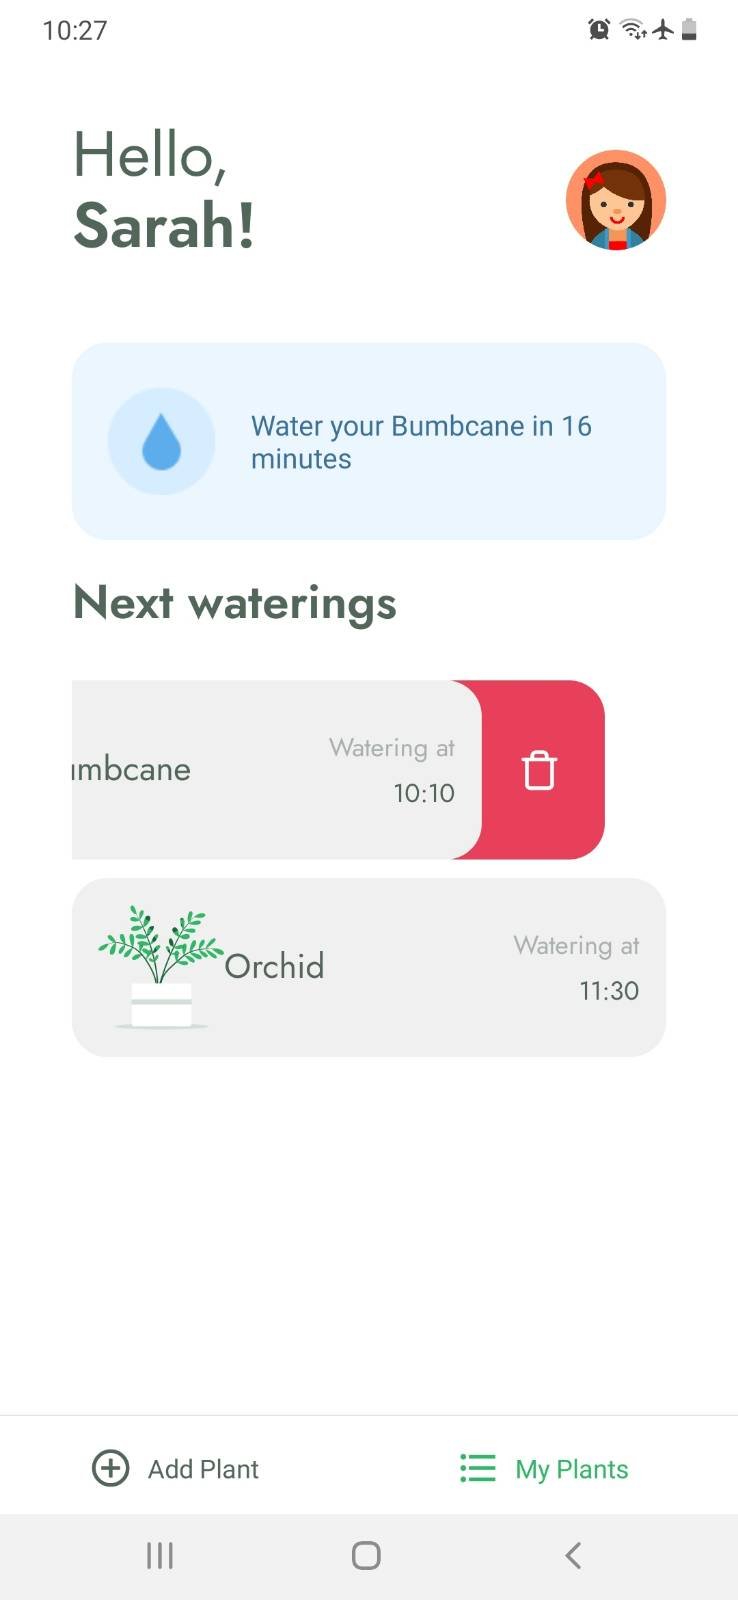 10:27
Hello,
Sarah!
Water your Bumbcane in 16
minutes
Next waterings
umbcane
Watering at
10:10
Orchid
Watering at
11:30
Add Plant
My Plants